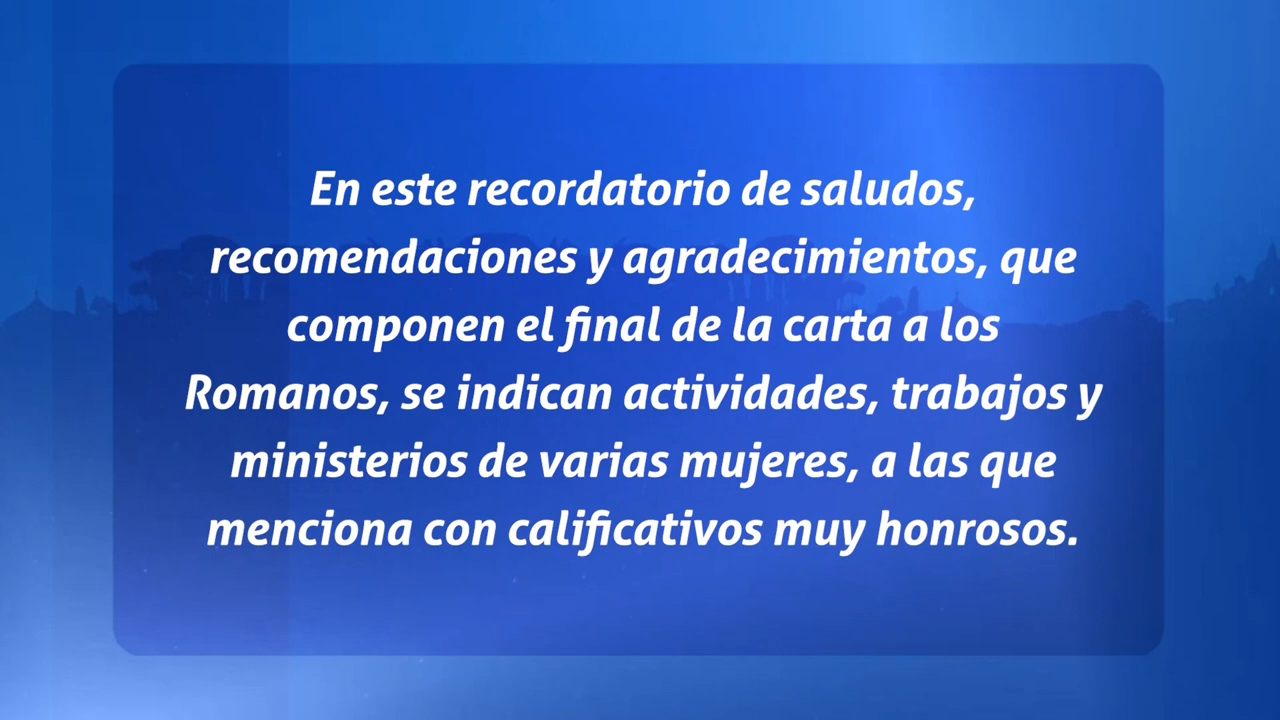 En este recordatorio de saludos,
recomendaciones y agradecimientos, que
componen el final de la carta a los
Romanos, se indican actividades, trabajos y
ministerios de varias mujeres, a las que
menciona con calificativos muy honrosos.